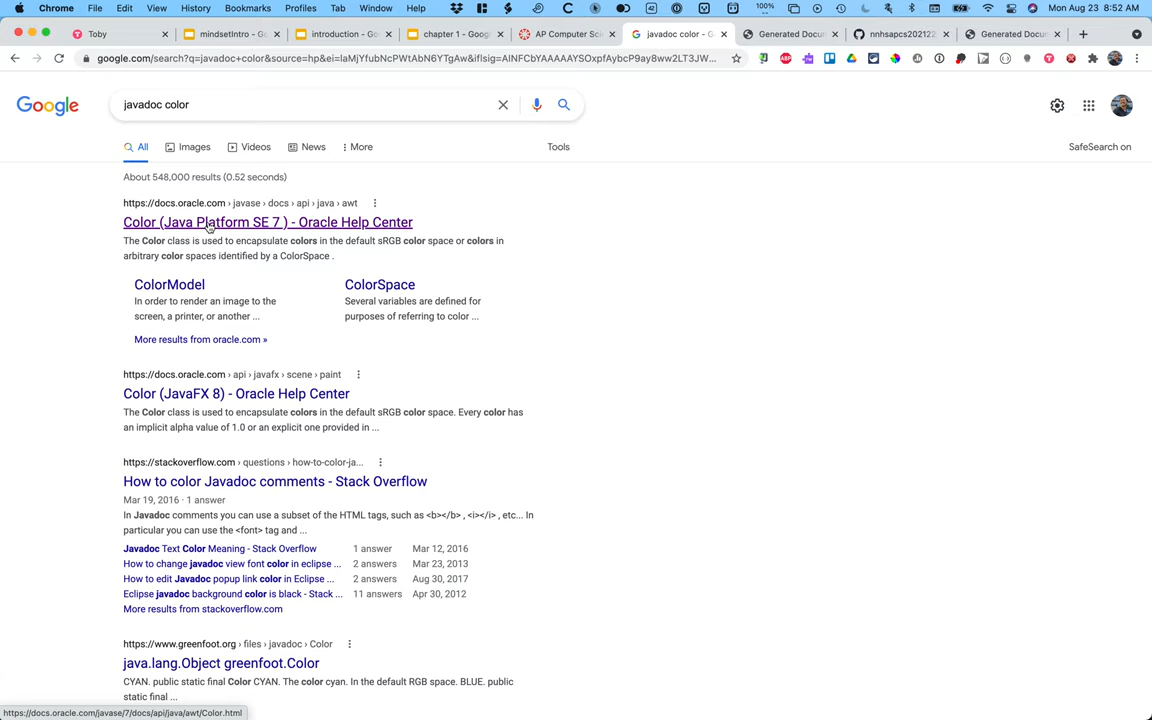 Chrome File Edit View History Bookmarks Profiles Tab Window Help 42 100% Mon Aug 23 8:52 AM
Toby mindsetIntro - Go introduction - Go chapter 1 - Googl AP Computer Sci javadoc color - G Generated Docu nnhsapcs202122 Generated Docu
google.com/search?q=javadoc+color&source=hp&ei=IaMjYfubNcPWtAbN6YTgAw&iflsig=AINFCbYAAAAAYSOxpfAybcP9ay8ww2LT3JW...
Google javadoc color
All Images Videos News More Tools SafeSearch on
About 548,000 results (0.52 seconds)
https://docs.oracle.com › javase › docs › api › java › awt
Color (Java Platform SE 7 ) - Oracle Help Center
The Color class is used to encapsulate colors in the default sRGB color space or colors in
arbitrary color spaces identified by a ColorSpace .
ColorModel ColorSpace
In order to render an image to the Several variables are defined for
screen, a printer, or another ... purposes of referring to color ...
More results from oracle.com »
https://docs.oracle.com › api › javafx › scene › paint
Color (JavaFX 8) - Oracle Help Center
The Color class is used to encapsulate colors in the default sRGB color space. Every color has
an implicit alpha value of 1.0 or an explicit one provided in ...
https://stackoverflow.com › questions › how-to-color-ja...
How to color Javadoc comments - Stack Overflow
Mar 19, 2016 · 1 answer
In Javadoc comments you can use a subset of the HTML tags, such as <b></b> , <i></i> , etc... In
particular you can use the <font> tag and ...
Javadoc Text Color Meaning - Stack Overflow 1 answer Mar 12, 2016
How to change javadoc view font color in eclipse ... 2 answers Mar 23, 2013
How to edit Javadoc popup link color in Eclipse ... 2 answers Aug 30, 2017
Eclipse javadoc background color is black - Stack ... 11 answers Apr 30, 2012
More results from stackoverflow.com
https://www.greenfoot.org › files › javadoc › Color
java.lang.Object greenfoot.Color
CYAN. public static final Color CYAN. The color cyan. In the default RGB space. BLUE. public
static final ...
https://docs.oracle.com/javase/7/docs/api/java/awt/Color.html